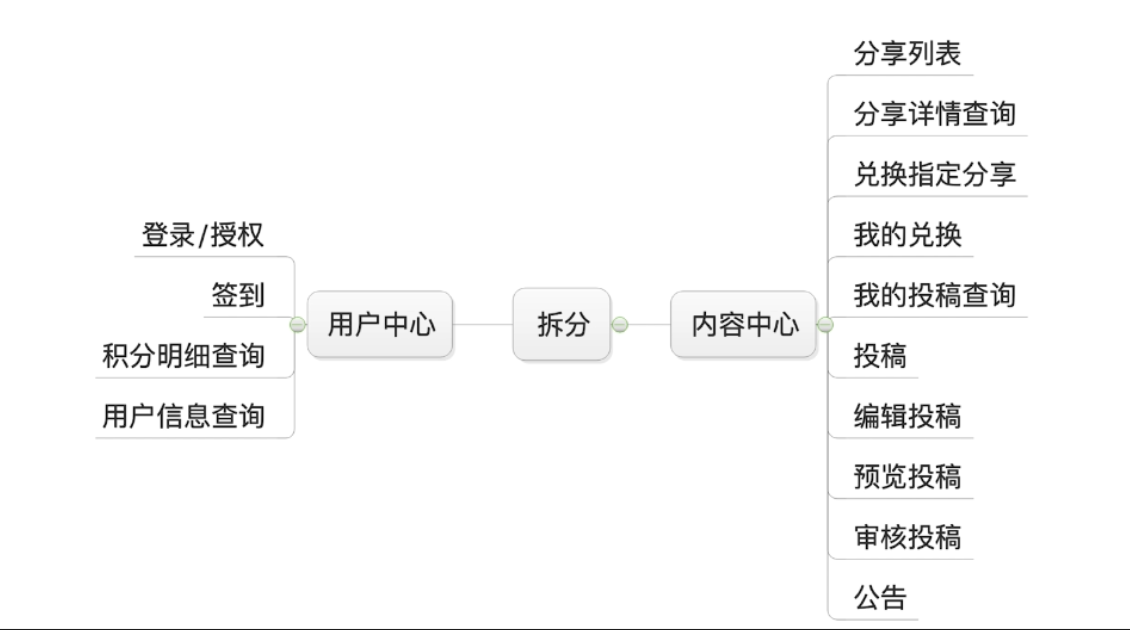 分享列表
分享详情查询
兑换指定分享
登录/授权
我的兑换
签到
我的投稿查询
用户中心
拆分
内容中心
积分明细查询
投稿
用户信息查询
编辑投稿
预览投稿
审核投稿
公告